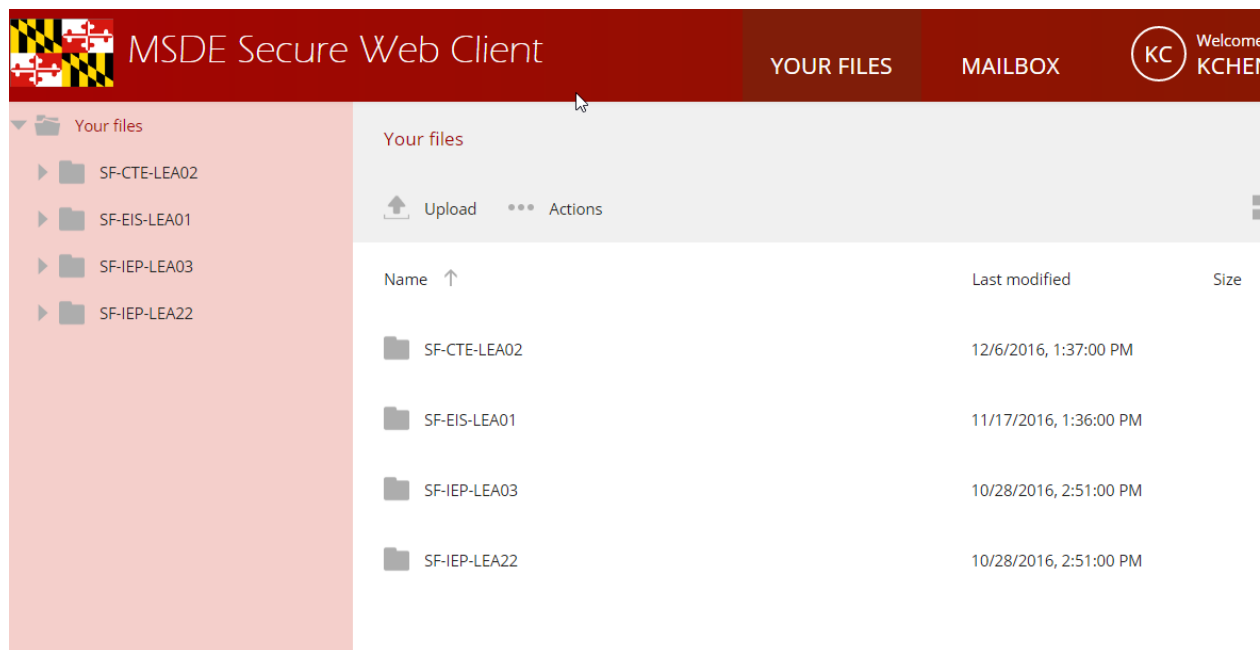 MSDE Secure Web Client
YOUR FILES
MAILBOX
KC
Welcome
Your files
SF-CTE-LEA02
SF-EIS-LEA01
SF-IEP-LEA03
SF-IEP-LEA22
Your files
Upload
Actions
Name
Last modified
Size
SF-CTE-LEA02 12/6/2016, 1:37:00 PM
SF-EIS-LEA01 11/17/2016, 1:36:00 PM
SF-IEP-LEA03 10/28/2016, 2:51:00 PM
SF-IEP-LEA22 10/28/2016, 2:51:00 PM